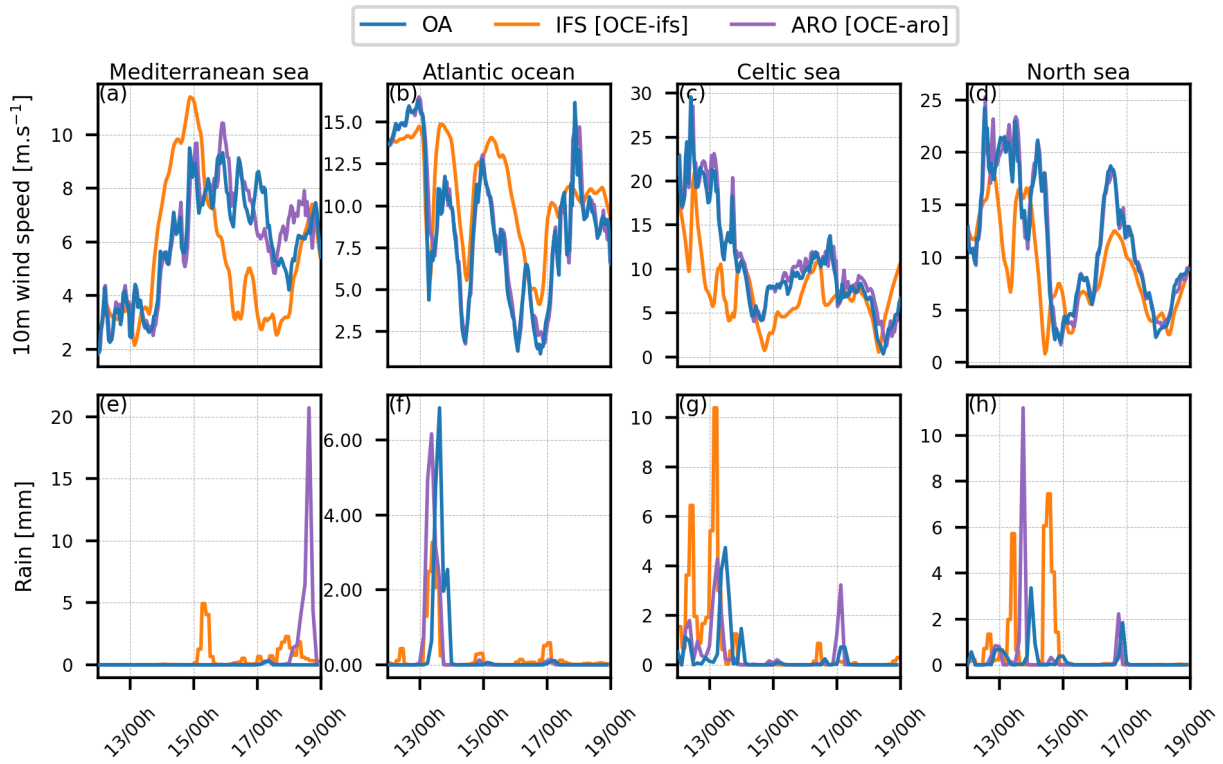 OA IFS [OCE-ifs] ARO [OCE-aro]
Mediterranean sea Atlantic ocean Celtic sea North sea
10m wind speed [m.s⁻¹]
(a)
10
8
6
4
2
(b)
15.0
12.5
10.0
7.5
5.0
2.5
(c)
30
25
20
15
10
5
0
(d)
25
20
15
10
5
0
Rain [mm]
(e)
20
15
10
5
0
(f)
6.00
4.00
2.00
0.00
(g)
10
8
6
4
2
0
(h)
10
8
6
4
2
0
13/00h 15/00h 17/00h 19/00h
13/00h 15/00h 17/00h 19/00h
13/00h 15/00h 17/00h 19/00h
13/00h 15/00h 17/00h 19/00h